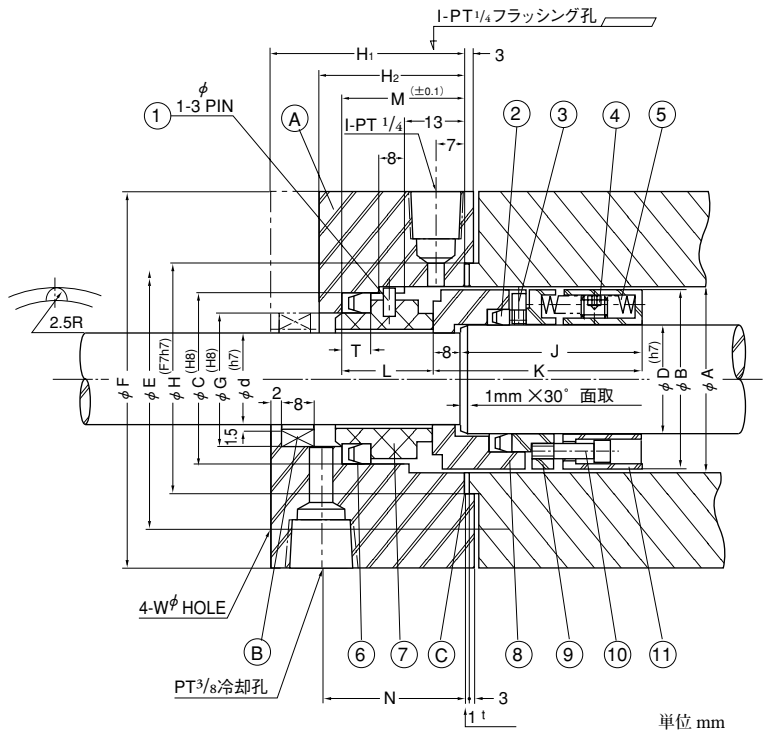 I-PT 1/4 フラッシング孔
H1
3
H2
M (±0.1)
φ
1-3 PIN
1
A
I-PT 1/4
13
7
8
2
3
4
5
2.5R
φF
φE
φH (F7h7)
φC (H8)
φG (H8)
φd (h7)
2
8
1.5
T
L
8
J
K
φD (h7)
φB
φA
1mm ×30° 面取
4-Wφ HOLE
B
6
7
C
8
9
10
11
PT3/8冷却孔
N
3
1 t
単位 mm